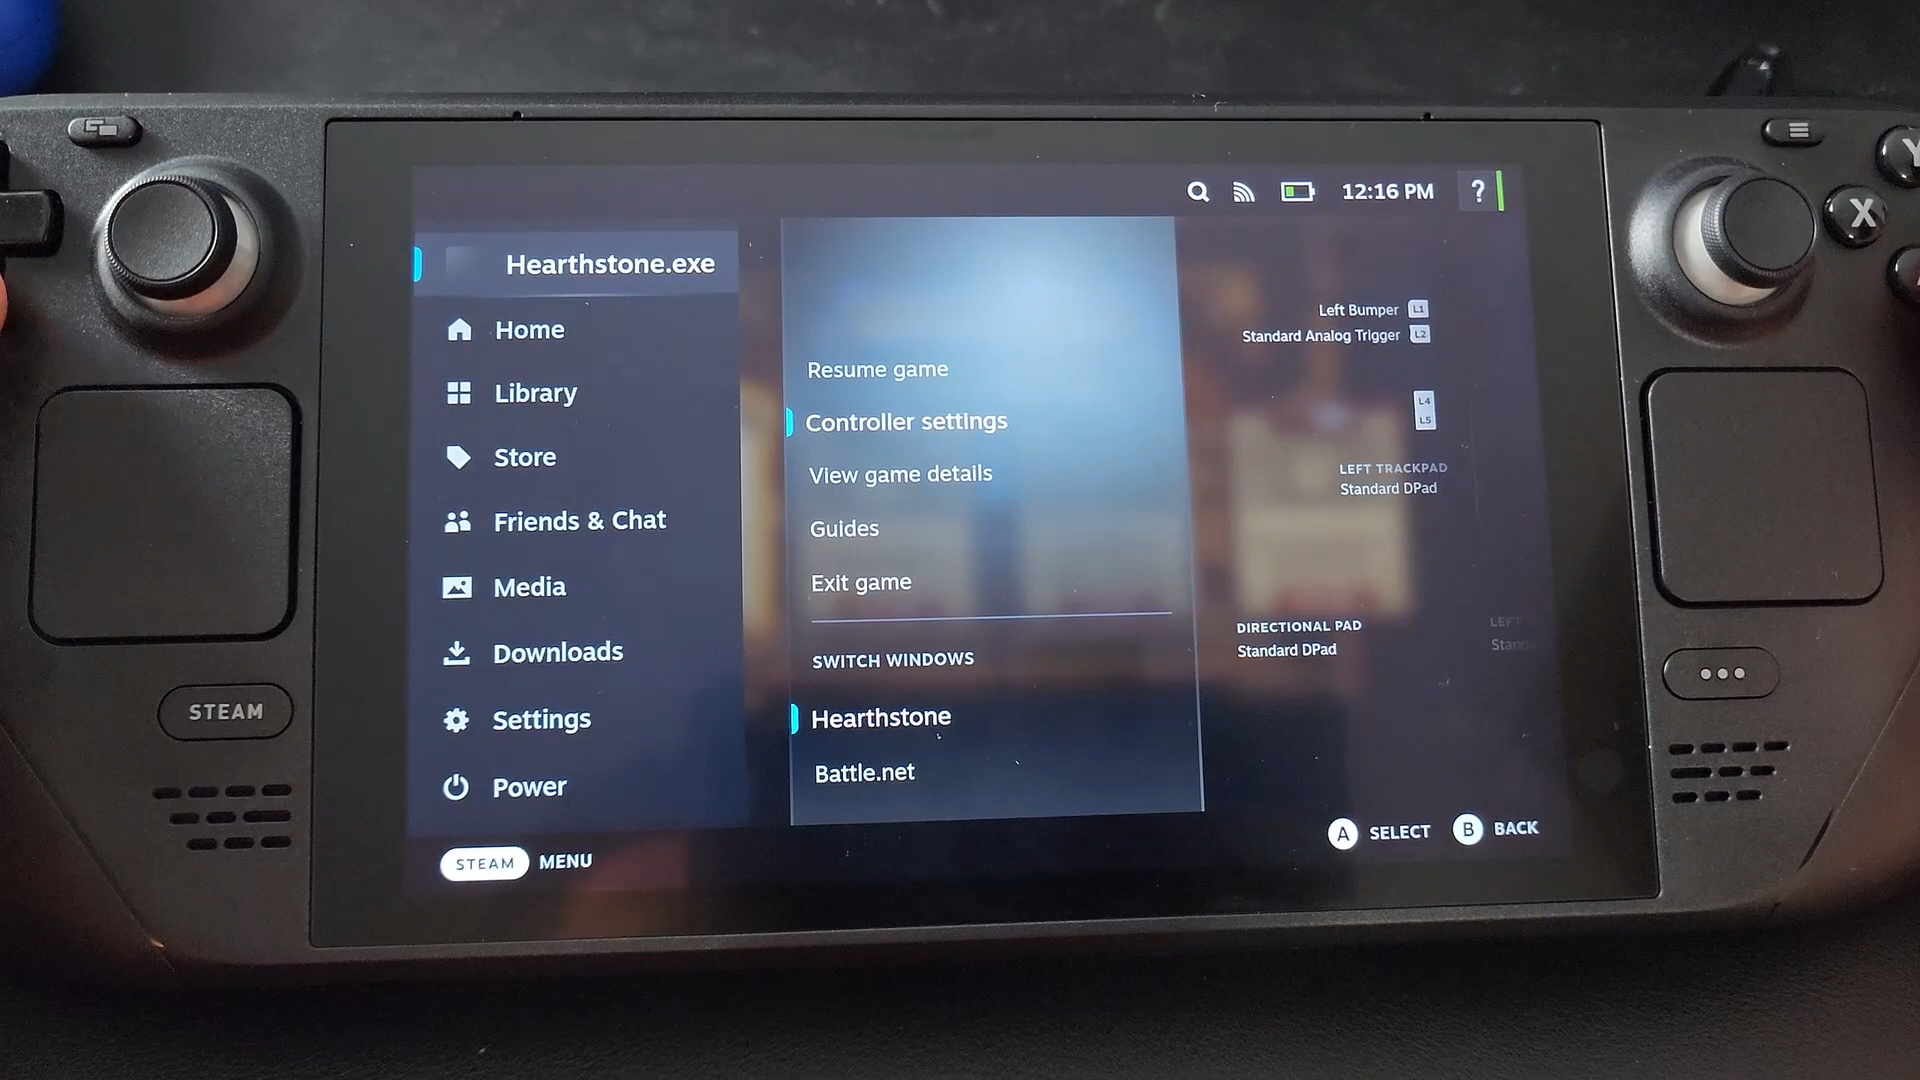 12:16 PM
?
Y
X
Hearthstone.exe
Home
Library
Store
Friends & Chat
Media
Downloads
Settings
Power
STEAM MENU
Resume game
Controller settings
View game details
Guides
Exit game
SWITCH WINDOWS
Hearthstone
Battle.net
Left Bumper L1
Standard Analog Trigger L2
L4
L5
LEFT TRACKPAD
Standard DPad
DIRECTIONAL PAD
Standard DPad
LEFT
A SELECT B BACK
STEAM